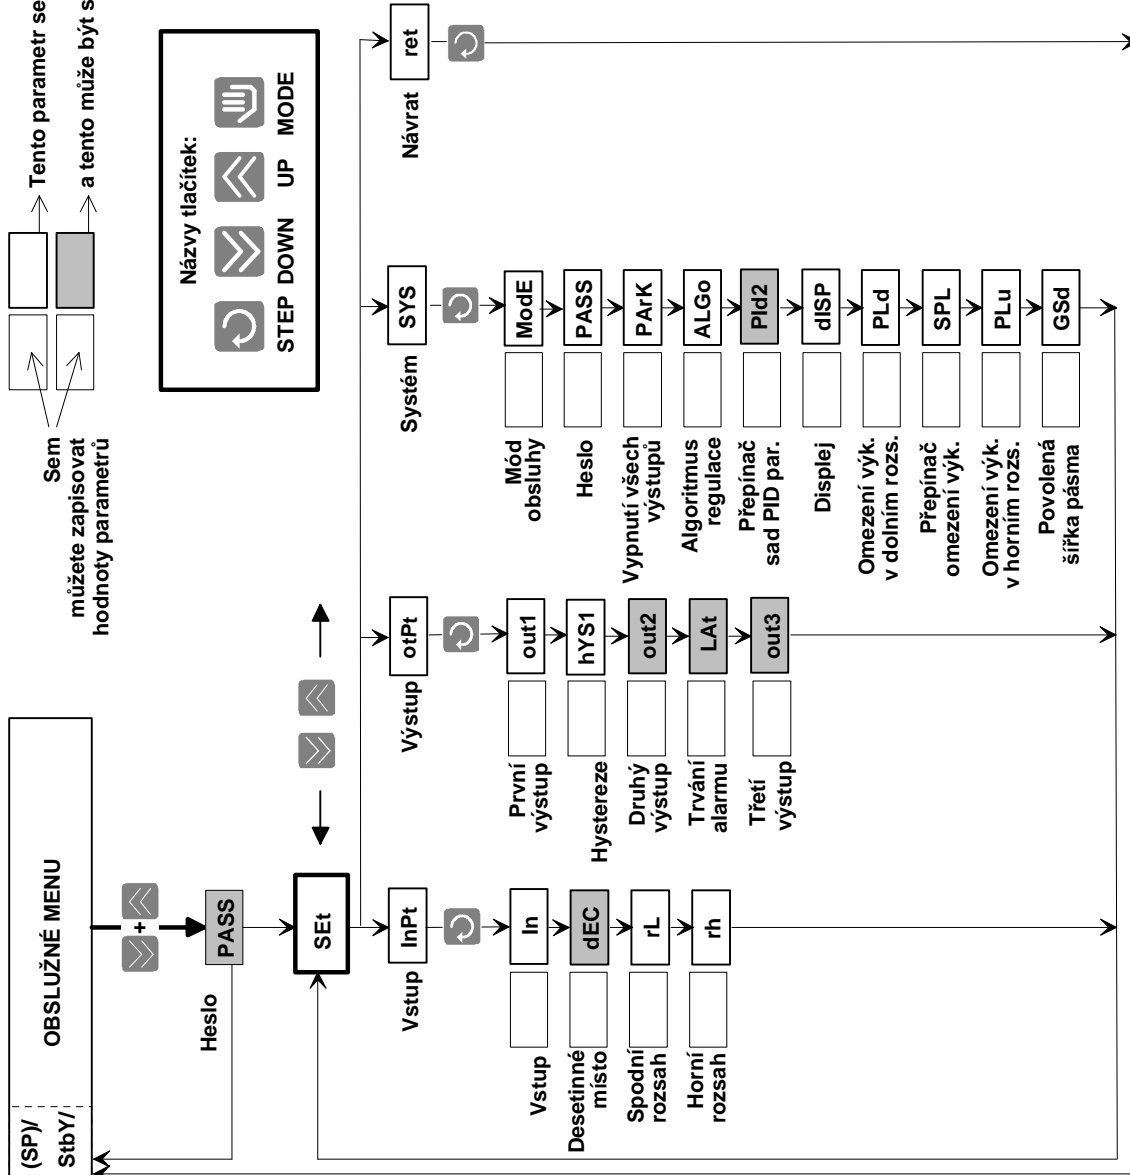 (SP)/
StbY/
OBSLUŽNÉ MENU
Sem
můžete zapisovat
hodnoty parametrů
Tento parametr se
a tento může být s
+
Heslo
PASS
Názvy tlačítek:
STEP DOWN UP MODE
SEt
Vstup
InPt
Výstup
otPt
Systém
SYS
Návrat
ret
Vstup
In
Desetinné
místo
dEC
Spodní
rozsah
rL
Horní
rozsah
rh
První
výstup
out1
Hystereze
hYS1
Druhý
výstup
out2
Trvání
alarmu
LAt
Třetí
výstup
out3
Mód
obsluhy
ModE
Heslo
PASS
Vypnutí všech
výstupů
PArK
Algoritmus
regulace
ALGo
Přepínač
sad PID par.
PId2
Displej
dISP
Omezení výk.
v dolním rozs.
PLd
Přepínač
omezení výk.
SPL
Omezení výk.
v horním rozs.
PLu
Povolená
šířka pásma
GSd